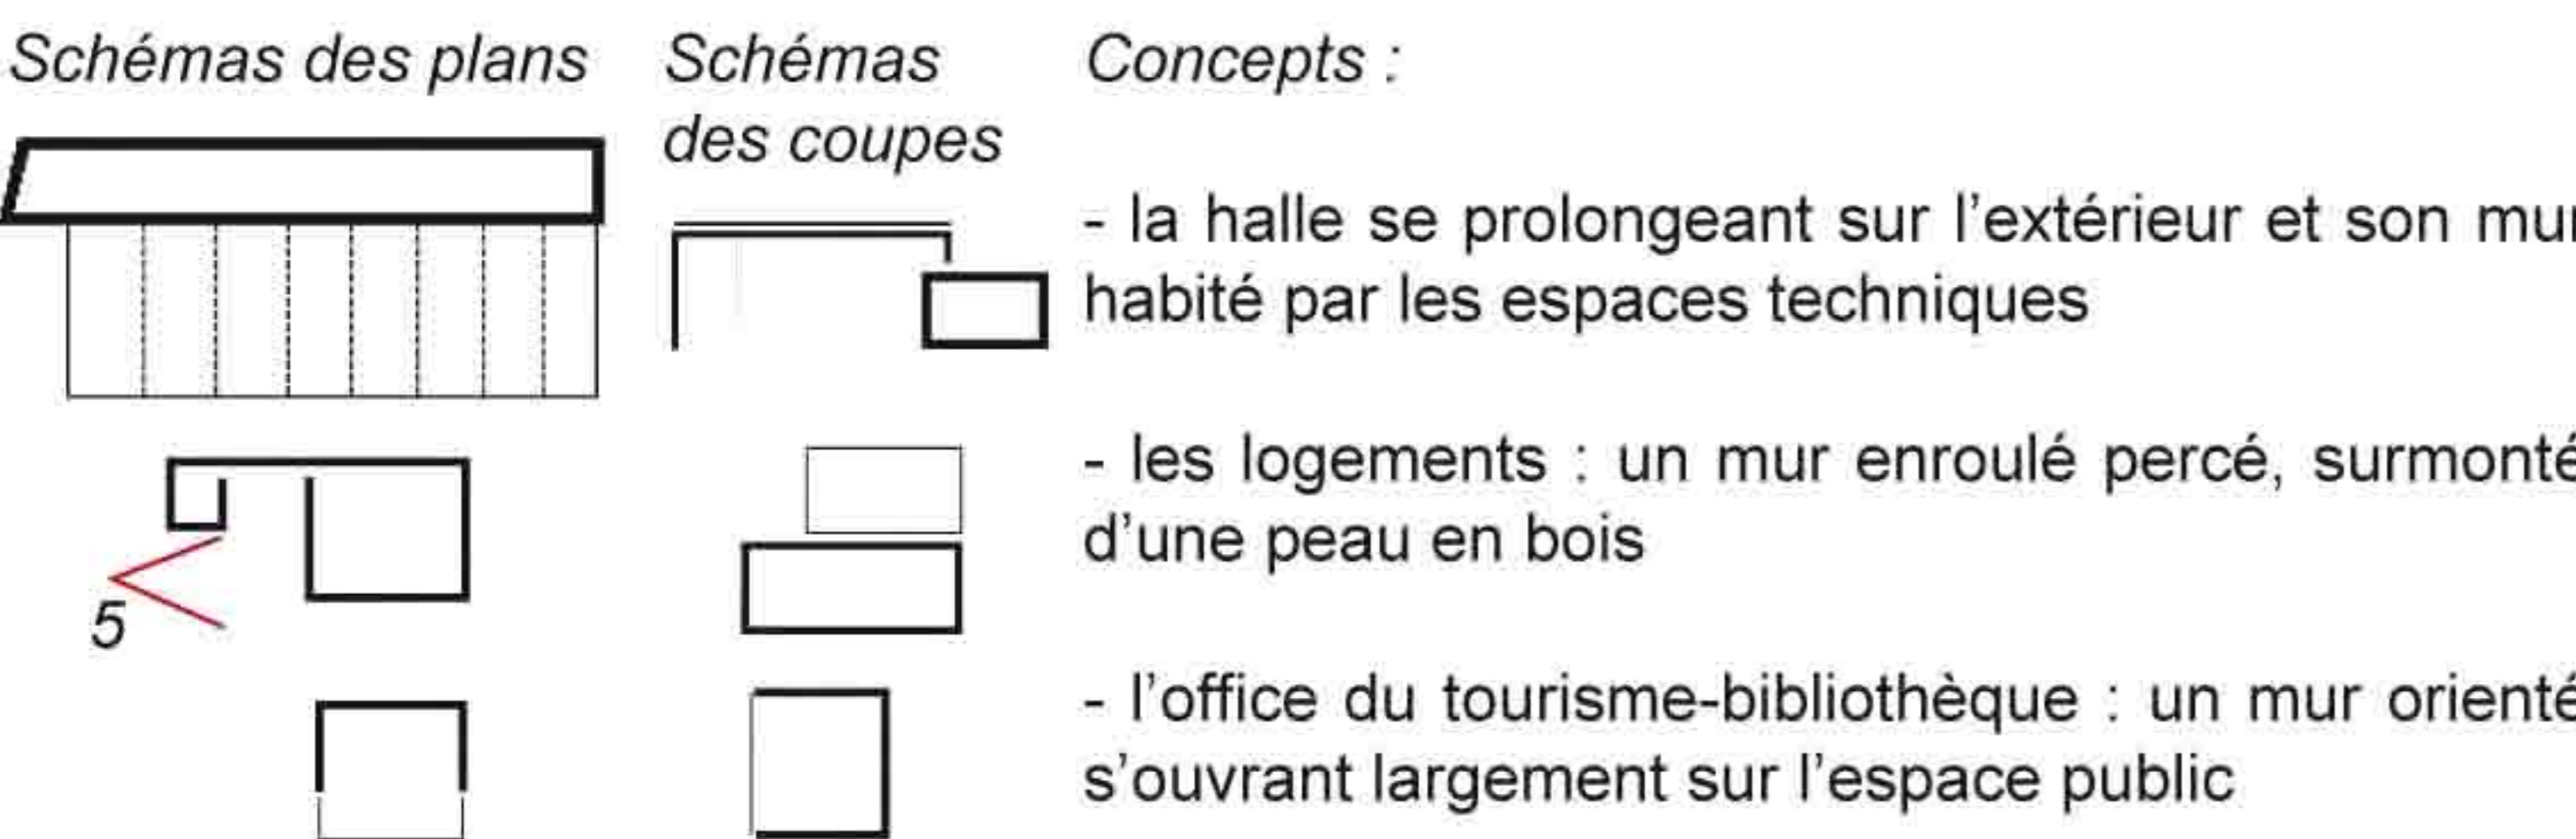 Schémas des plans
Schémas
des coupes
Concepts :
- la halle se prolongeant sur l'extérieur et son mur
habité par les espaces techniques
- les logements : un mur enroulé percé, surmonté
d'une peau en bois
5
- l'office du tourisme-bibliothèque : un mur orienté
s'ouvrant largement sur l'espace public